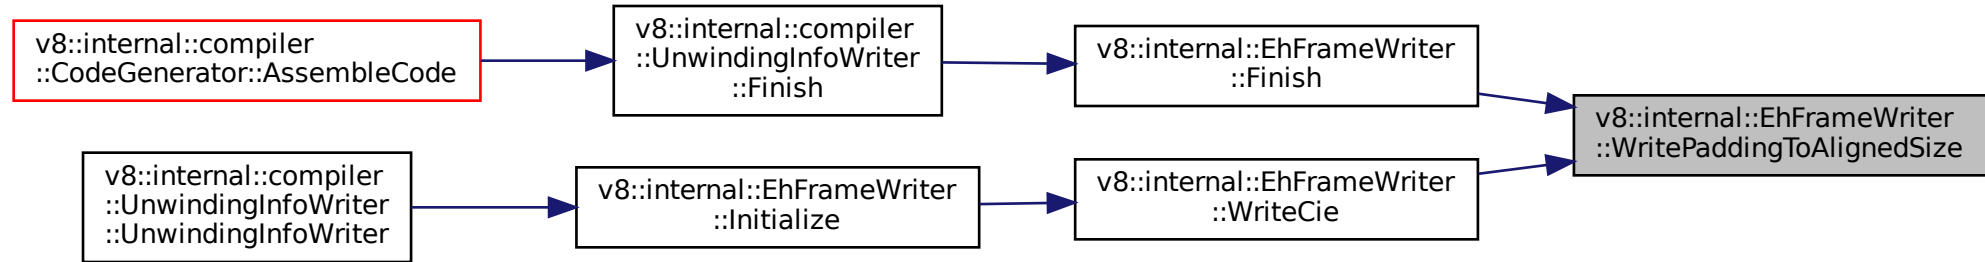 v8::internal::compiler
::CodeGenerator::AssembleCode
v8::internal::compiler
::UnwindingInfoWriter
::Finish
v8::internal::EhFrameWriter
::Finish
v8::internal::EhFrameWriter
::WritePaddingToAlignedSize
v8::internal::compiler
::UnwindingInfoWriter
::UnwindingInfoWriter
v8::internal::EhFrameWriter
::Initialize
v8::internal::EhFrameWriter
::WriteCie